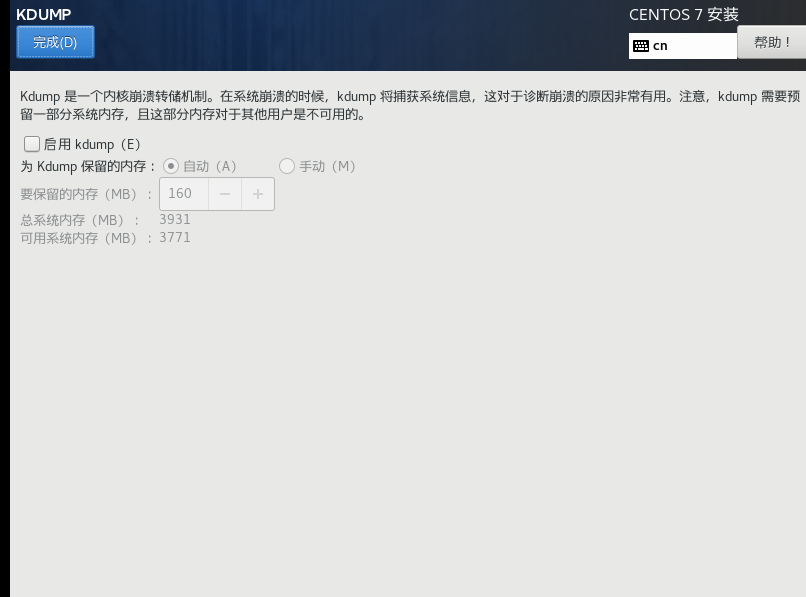 KDUMP
CENTOS 7 安装
完成(D)
cn
帮助！
Kdump 是一个内核崩溃转储机制。在系统崩溃的时候，kdump 将捕获系统信息，这对于诊断崩溃的原因非常有用。注意，kdump 需要预
留一部分系统内存，且这部分内存对于其他用户是不可用的。
启用 kdump（E）
为 Kdump 保留的内存： 自动（A） 手动（M）
要保留的内存（MB）： 160 − +
总系统内存（MB）： 3931
可用系统内存（MB）： 3771